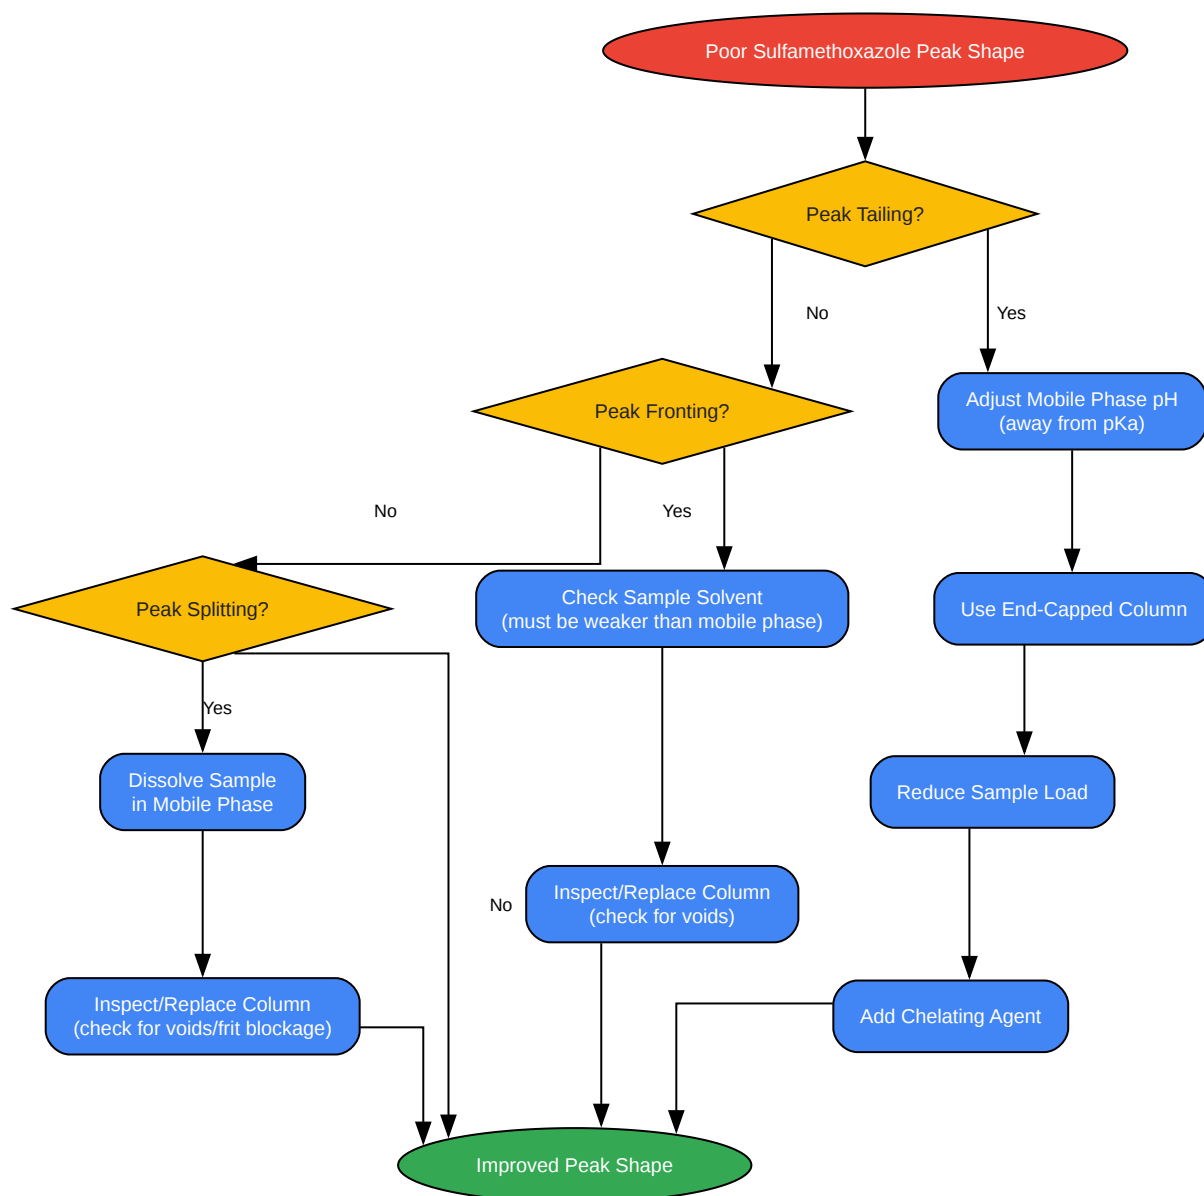 Poor Sulfamethoxazole Peak Shape
Peak Tailing?
No
Yes
Peak Fronting?
Adjust Mobile Phase pH
(away from pKa)
No
Yes
Peak Splitting?
Check Sample Solvent
(must be weaker than mobile phase)
Use End-Capped Column
Yes
Dissolve Sample
in Mobile Phase
Reduce Sample Load
No
Inspect/Replace Column
(check for voids)
Inspect/Replace Column
(check for voids/frit blockage)
Add Chelating Agent
Improved Peak Shape